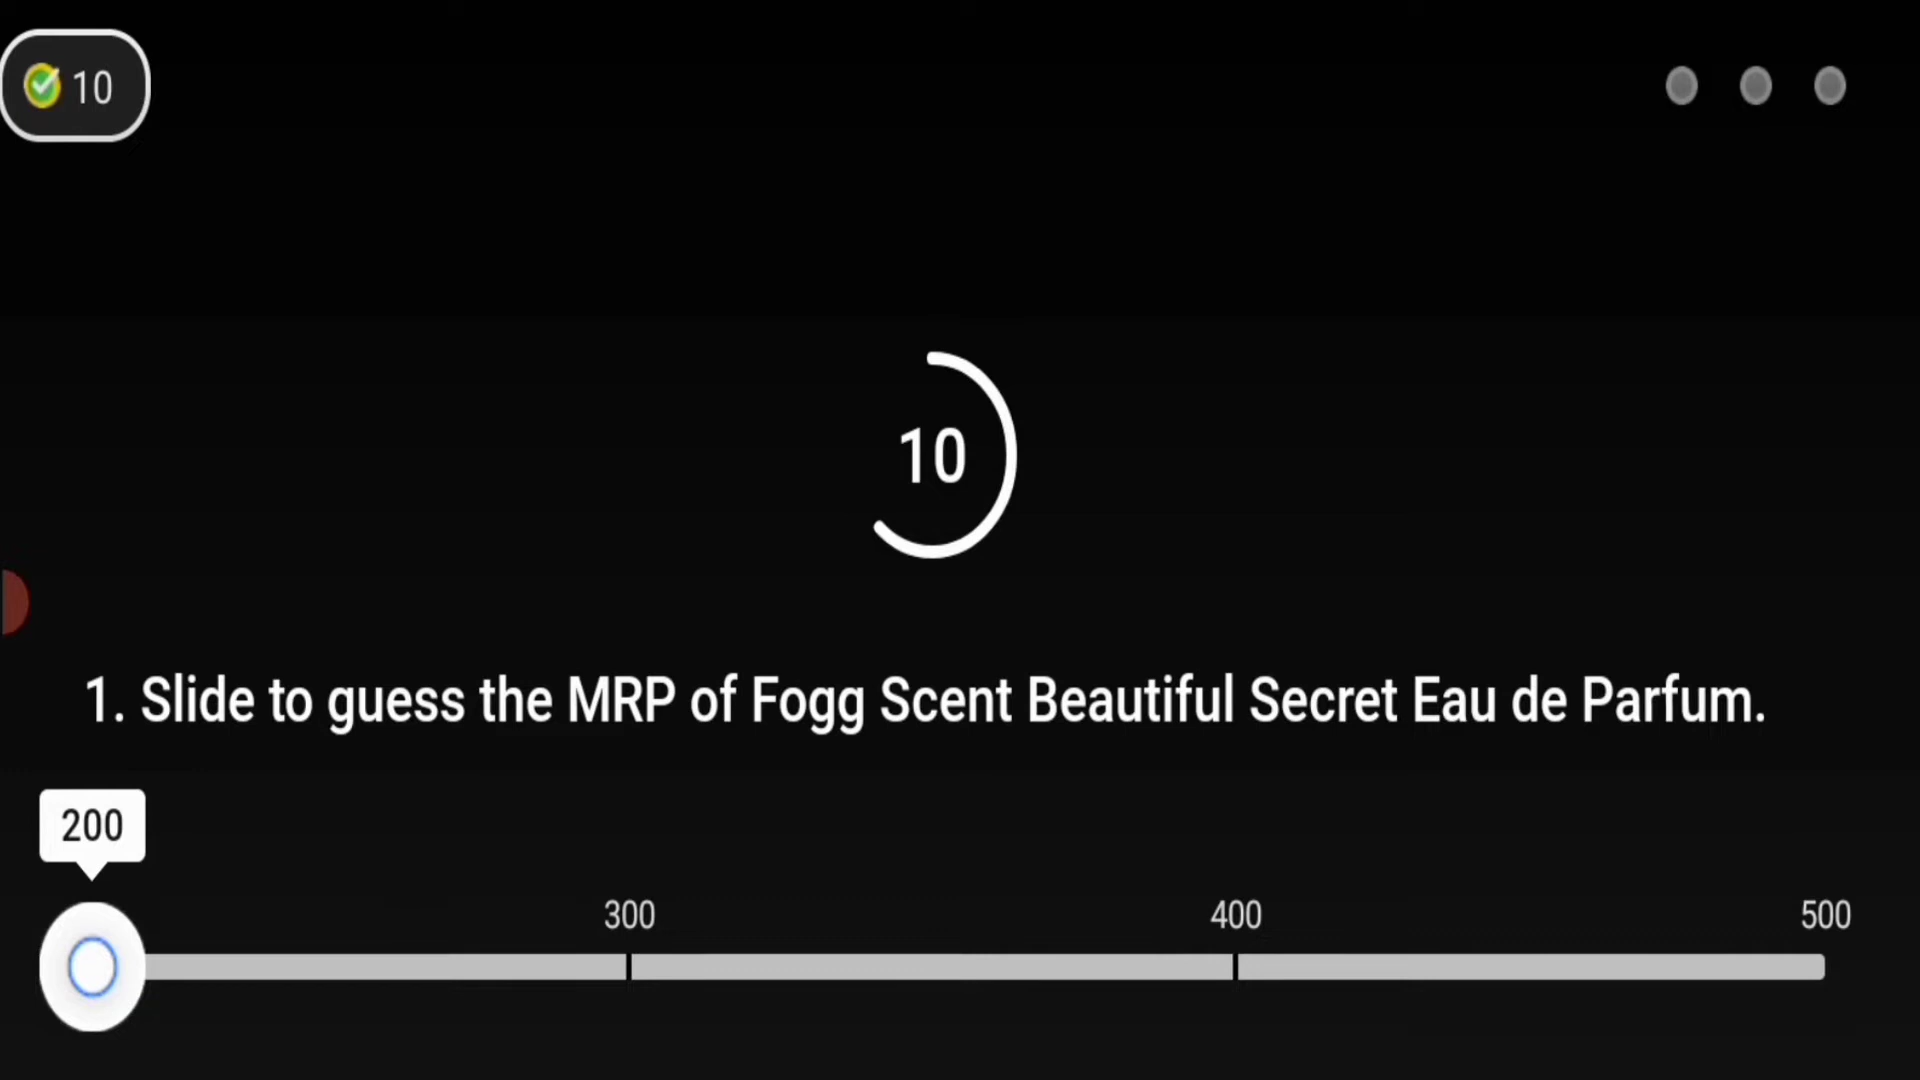 10
10
1. Slide to guess the MRP of Fogg Scent Beautiful Secret Eau de Parfum.
200
300 400 500